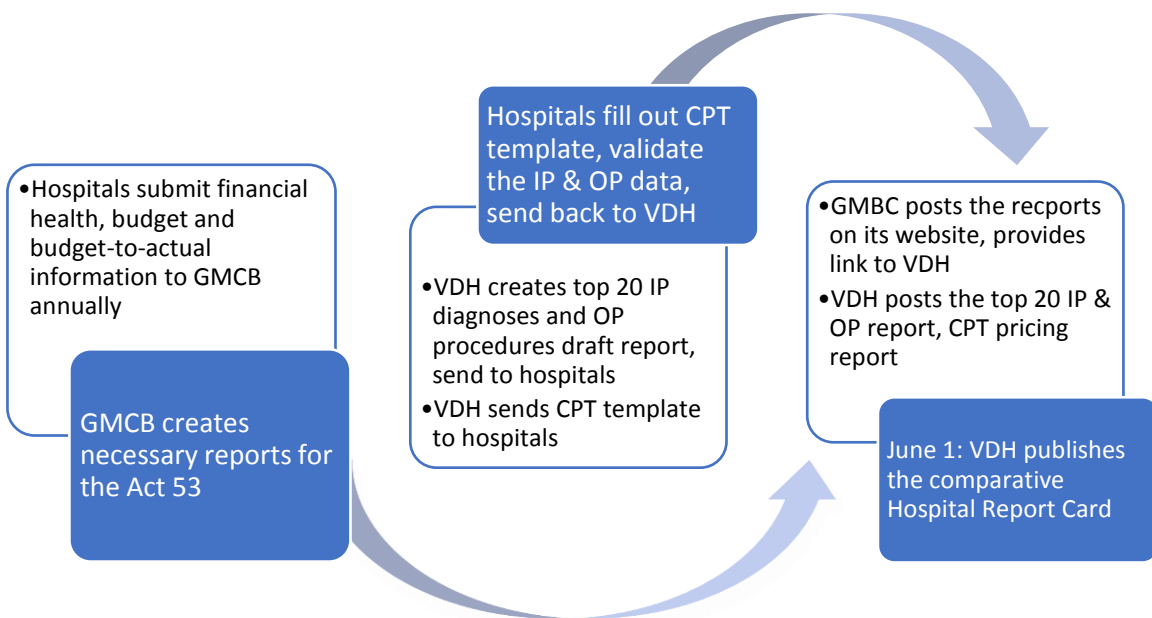 •Hospitals submit financial
health, budget and
budget-to-actual
information to GMCB
annually
GMCB creates
necessary reports for
the Act 53
Hospitals fill out CPT
template, validate
the IP & OP data,
send back to VDH
•VDH creates top 20 IP
diagnoses and OP
procedures draft report,
send to hospitals
•VDH sends CPT template
to hospitals
•GMBC posts the recports
on its website, provides
link to VDH
•VDH posts the top 20 IP &
OP report, CPT pricing
report
June 1: VDH publishes
the comparative
Hospital Report Card